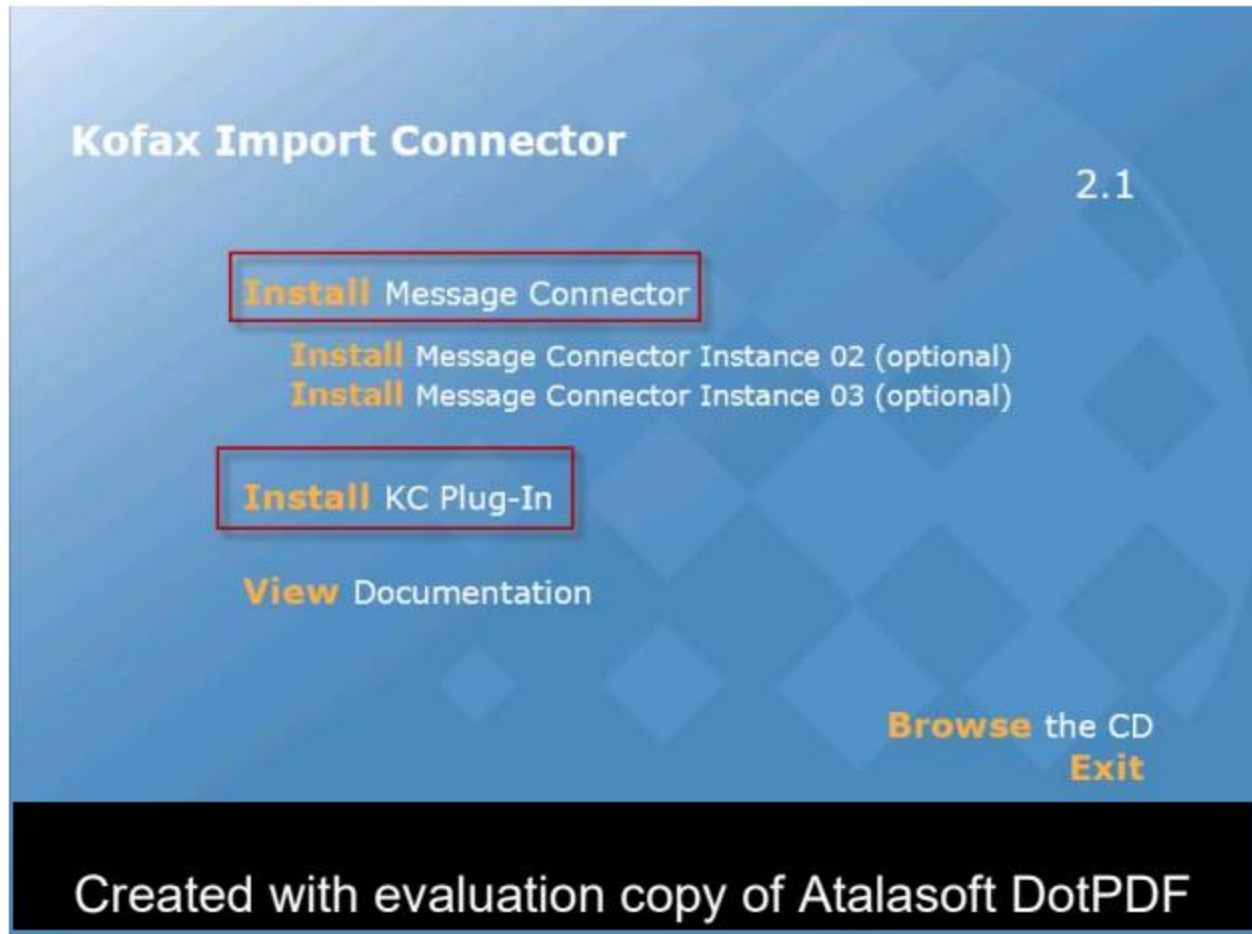 Kofax Import Connector
2.1
Install Message Connector
Install Message Connector Instance 02 (optional)
Install Message Connector Instance 03 (optional)
Install KC Plug-In
View Documentation
Browse the CD
Exit
Created with evaluation copy of Atalasoft DotPDF